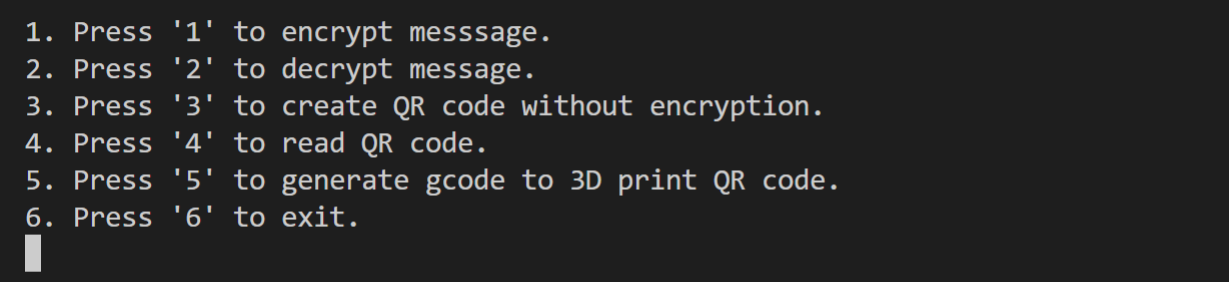 1. Press '1' to encrypt messsage.
2. Press '2' to decrypt message.
3. Press '3' to create QR code without encryption.
4. Press '4' to read QR code.
5. Press '5' to generate gcode to 3D print QR code.
6. Press '6' to exit.